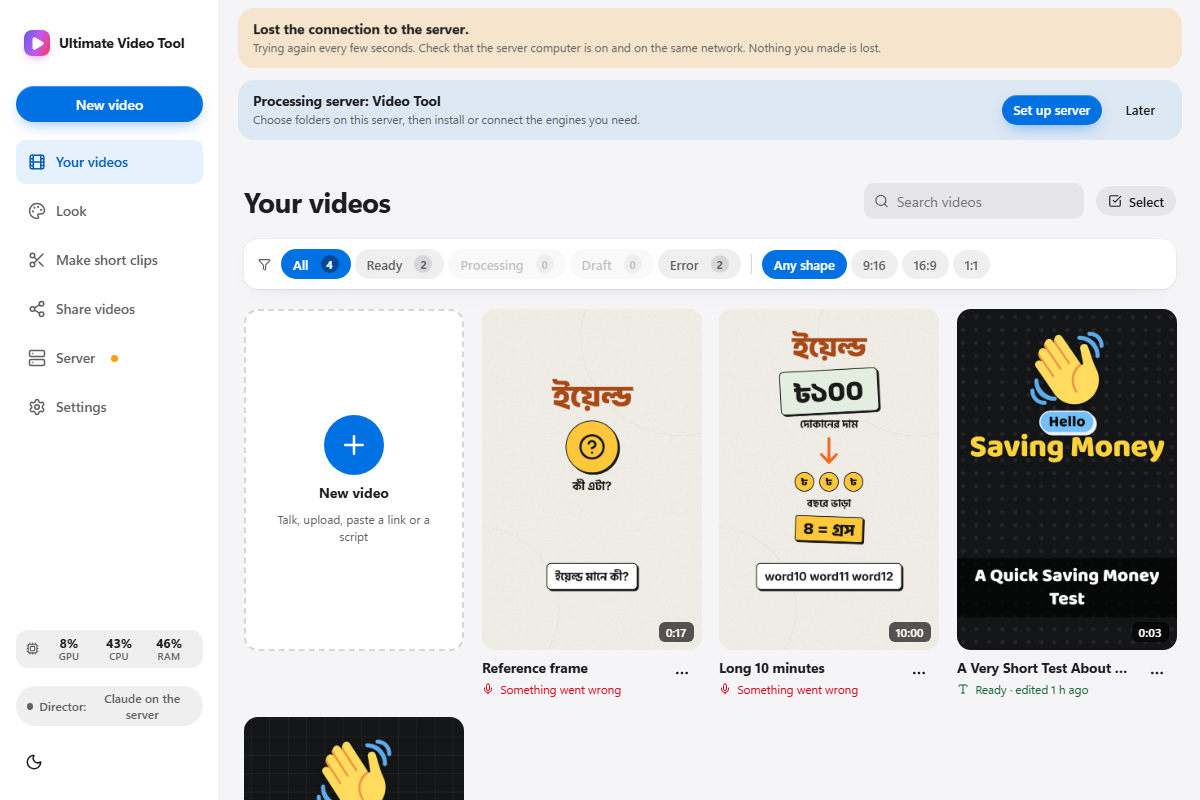 Ultimate Video Tool
New video
Your videos
Look
Make short clips
Share videos
Server
Settings
8% 43% 46%
GPU CPU RAM
Director: Claude on the server
Lost the connection to the server.
Trying again every few seconds. Check that the server computer is on and on the same network. Nothing you made is lost.
Processing server: Video Tool
Choose folders on this server, then install or connect the engines you need.
Set up server
Later
Your videos
Search videos
Select
All 4 Ready 2 Processing 0 Draft 0 Error 2 Any shape 9:16 16:9 1:1
New video
Talk, upload, paste a link or a
script
ইয়েল্ড
?
কী এটা?
ইয়েল্ড মানে কী?
0:17
Reference frame
Something went wrong
ইয়েল্ড
৳১০০
দোকানের দাম
৳ ৳ ৳
বছরে ভাড়া
৪ = গ্রস
word10 word11 word12
10:00
Long 10 minutes
Something went wrong
Hello
Saving Money
A Quick Saving Money
Test
0:03
A Very Short Test About ...
Ready · edited 1 h ago